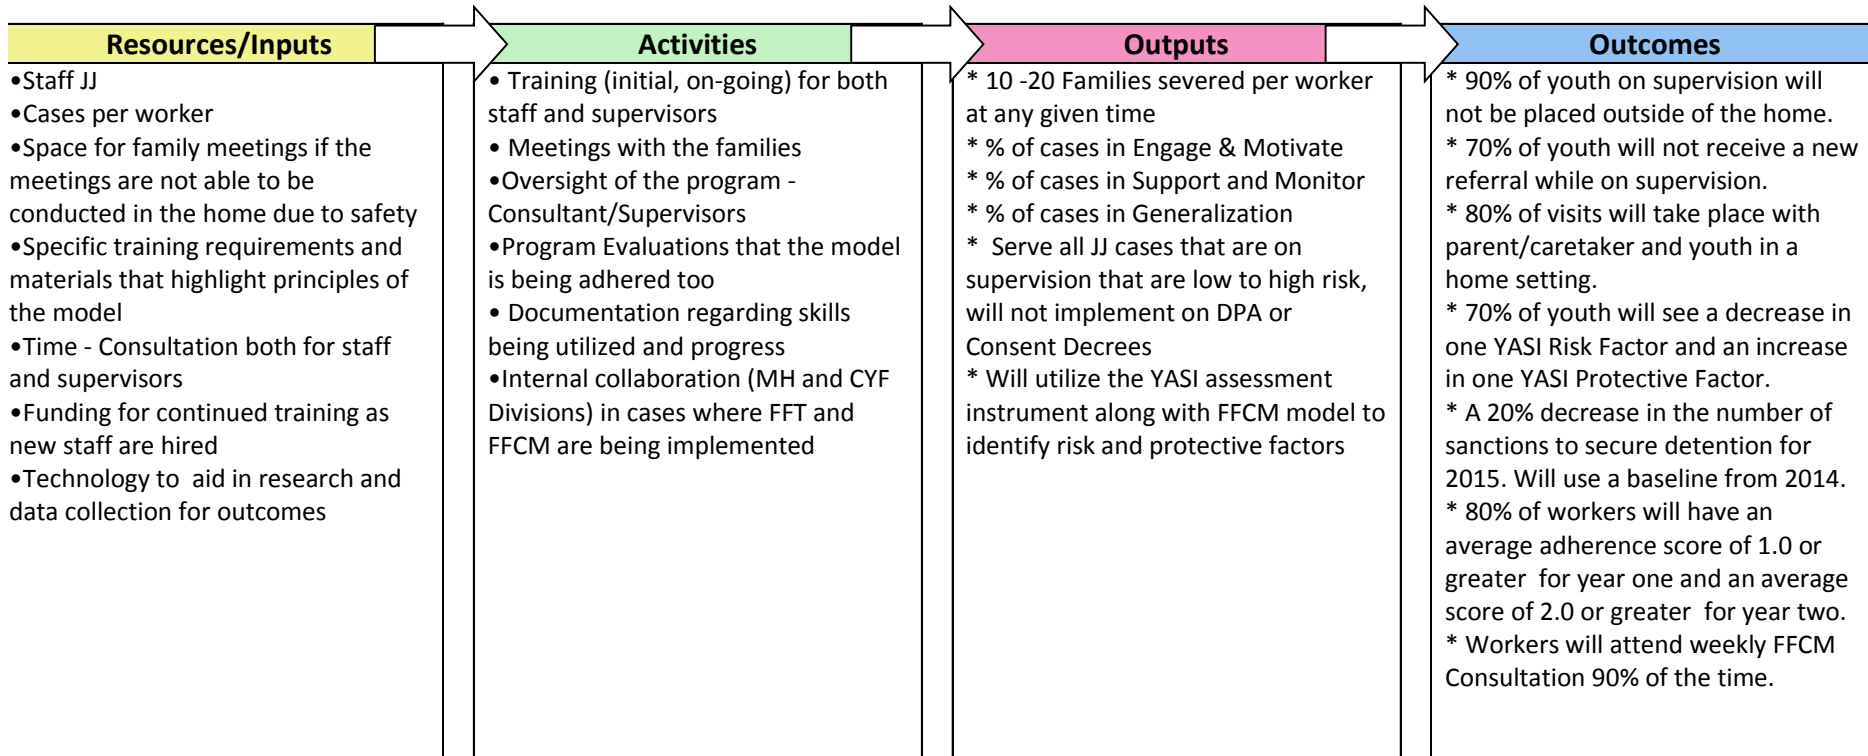 Resources/Inputs
•Staff JJ
•Cases per worker
•Space for family meetings if the
meetings are not able to be
conducted in the home due to safety
•Specific training requirements and
materials that highlight principles of
the model
•Time - Consultation both for staff
and supervisors
•Funding for continued training as
new staff are hired
•Technology to  aid in research and
data collection for outcomes
Activities
• Training (initial, on-going) for both
staff and supervisors
• Meetings with the families
•Oversight of the program -
Consultant/Supervisors
•Program Evaluations that the model
is being adhered too
• Documentation regarding skills
being utilized and progress
•Internal collaboration (MH and CYF
Divisions) in cases where FFT and
FFCM are being implemented
Outputs
* 10 -20 Families severed per worker
at any given time
* % of cases in Engage & Motivate
* % of cases in Support and Monitor
* % of cases in Generalization
*  Serve all JJ cases that are on
supervision that are low to high risk,
will not implement on DPA or
Consent Decrees
* Will utilize the YASI assessment
instrument along with FFCM model to
identify risk and protective factors
Outcomes
* 90% of youth on supervision will
not be placed outside of the home.
* 70% of youth will not receive a new
referral while on supervision.
* 80% of visits will take place with
parent/caretaker and youth in a
home setting.
* 70% of youth will see a decrease in
one YASI Risk Factor and an increase
in one YASI Protective Factor.
* A 20% decrease in the number of
sanctions to secure detention for
2015. Will use a baseline from 2014.
* 80% of workers will have an
average adherence score of 1.0 or
greater  for year one and an average
score of 2.0 or greater  for year two.
* Workers will attend weekly FFCM
Consultation 90% of the time.